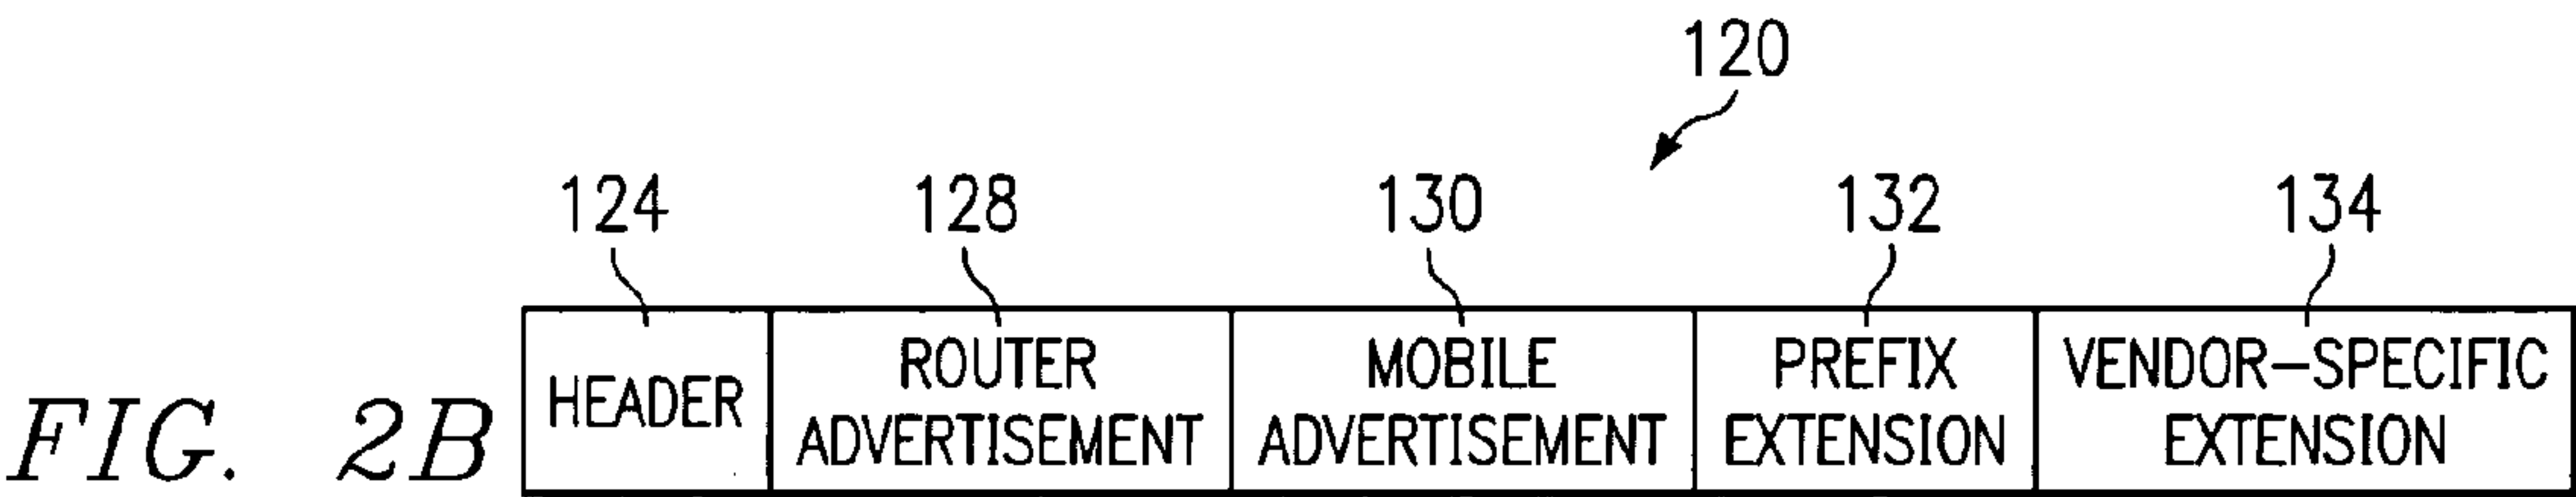 120
124 128 130 132 134
HEADER
ROUTER
ADVERTISEMENT
MOBILE
ADVERTISEMENT
PREFIX
EXTENSION
VENDOR–SPECIFIC
EXTENSION
FIG. 2B